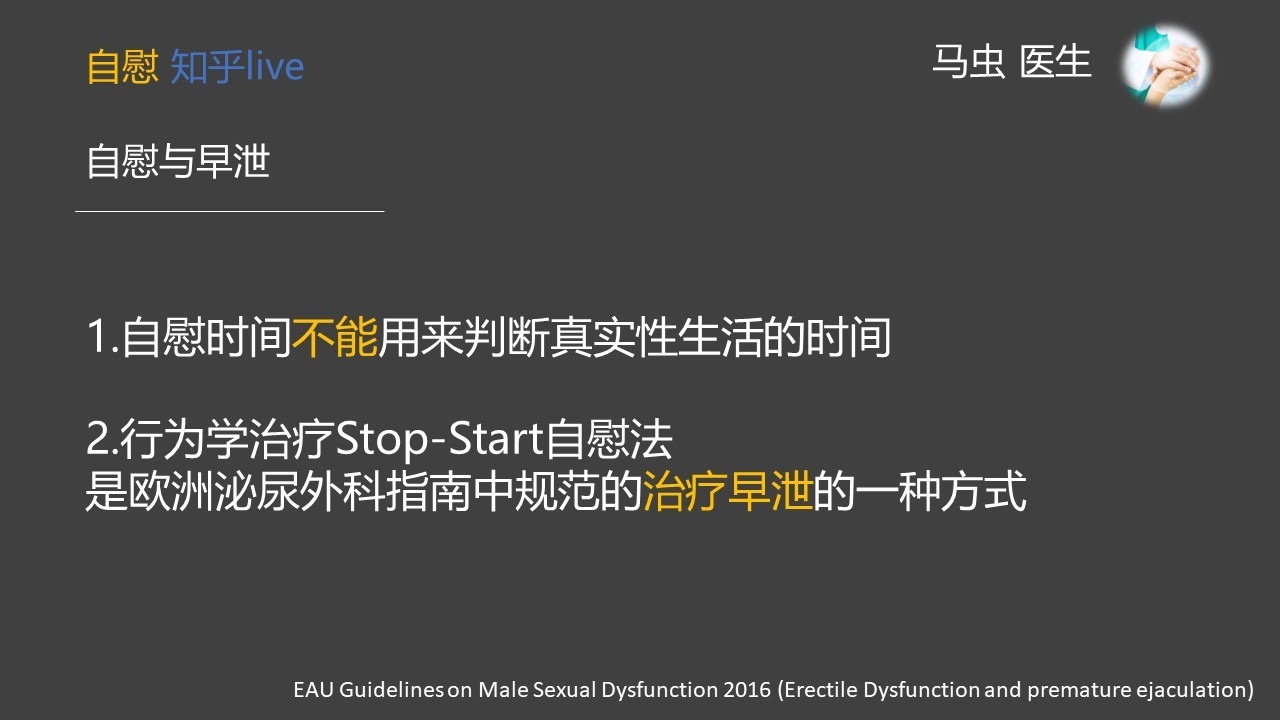 自慰 知乎live
马虫 医生
自慰与早泄
1.自慰时间不能用来判断真实性生活的时间
2.行为学治疗Stop-Start自慰法
是欧洲泌尿外科指南中规范的治疗早泄的一种方式
EAU Guidelines on Male Sexual Dysfunction 2016 (Erectile Dysfunction and premature ejaculation)